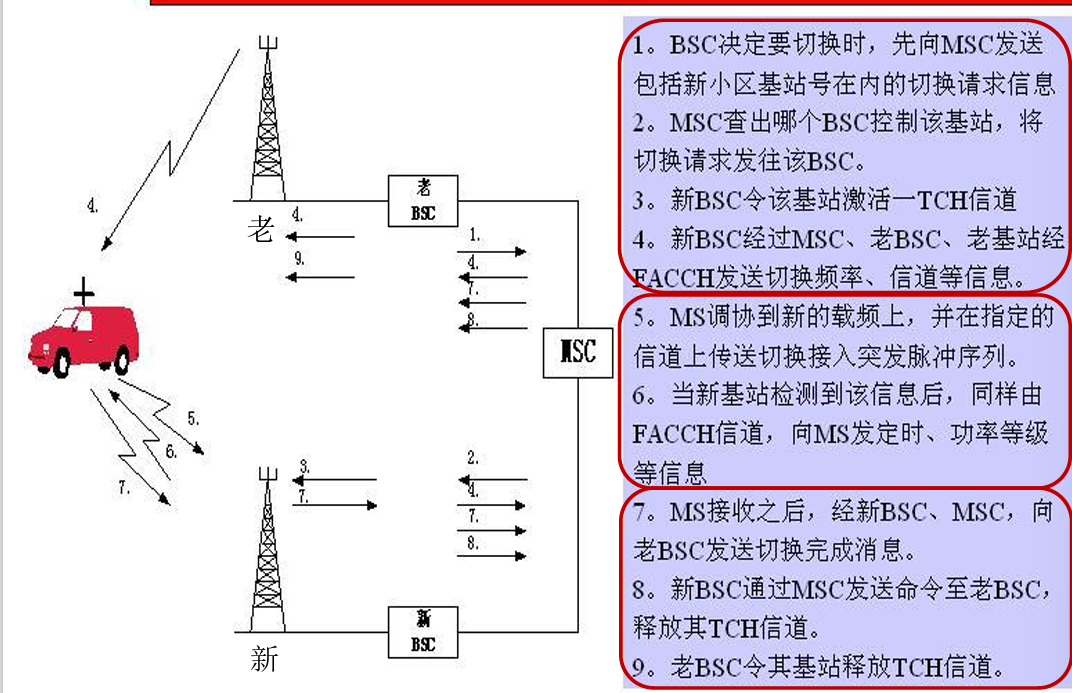 4.
老
老
BSC
4.
9.
1.
4.
7.
8.
MSC
5.
6.
7.
3.
7.
2.
4.
7.
8.
新
新
BSC
1。BSC决定要切换时，先向MSC发送
包括新小区基站号在内的切换请求信息
2。MSC查出哪个BSC控制该基站，将
切换请求发往该BSC。
3。新BSC令该基站激活一TCH信道
4。新BSC经过MSC、老BSC、老基站经
FACCH发送切换频率、信道等信息。
5。MS调协到新的载频上，并在指定的
信道上传送切换接入突发脉冲序列。
6。当新基站检测到该信息后，同样由
FACCH信道，向MS发定时、功率等级
等信息
7。MS接收之后，经新BSC、MSC，向
老BSC发送切换完成消息。
8。新BSC通过MSC发送命令至老BSC，
释放其TCH信道。
9。老BSC令其基站释放TCH信道。